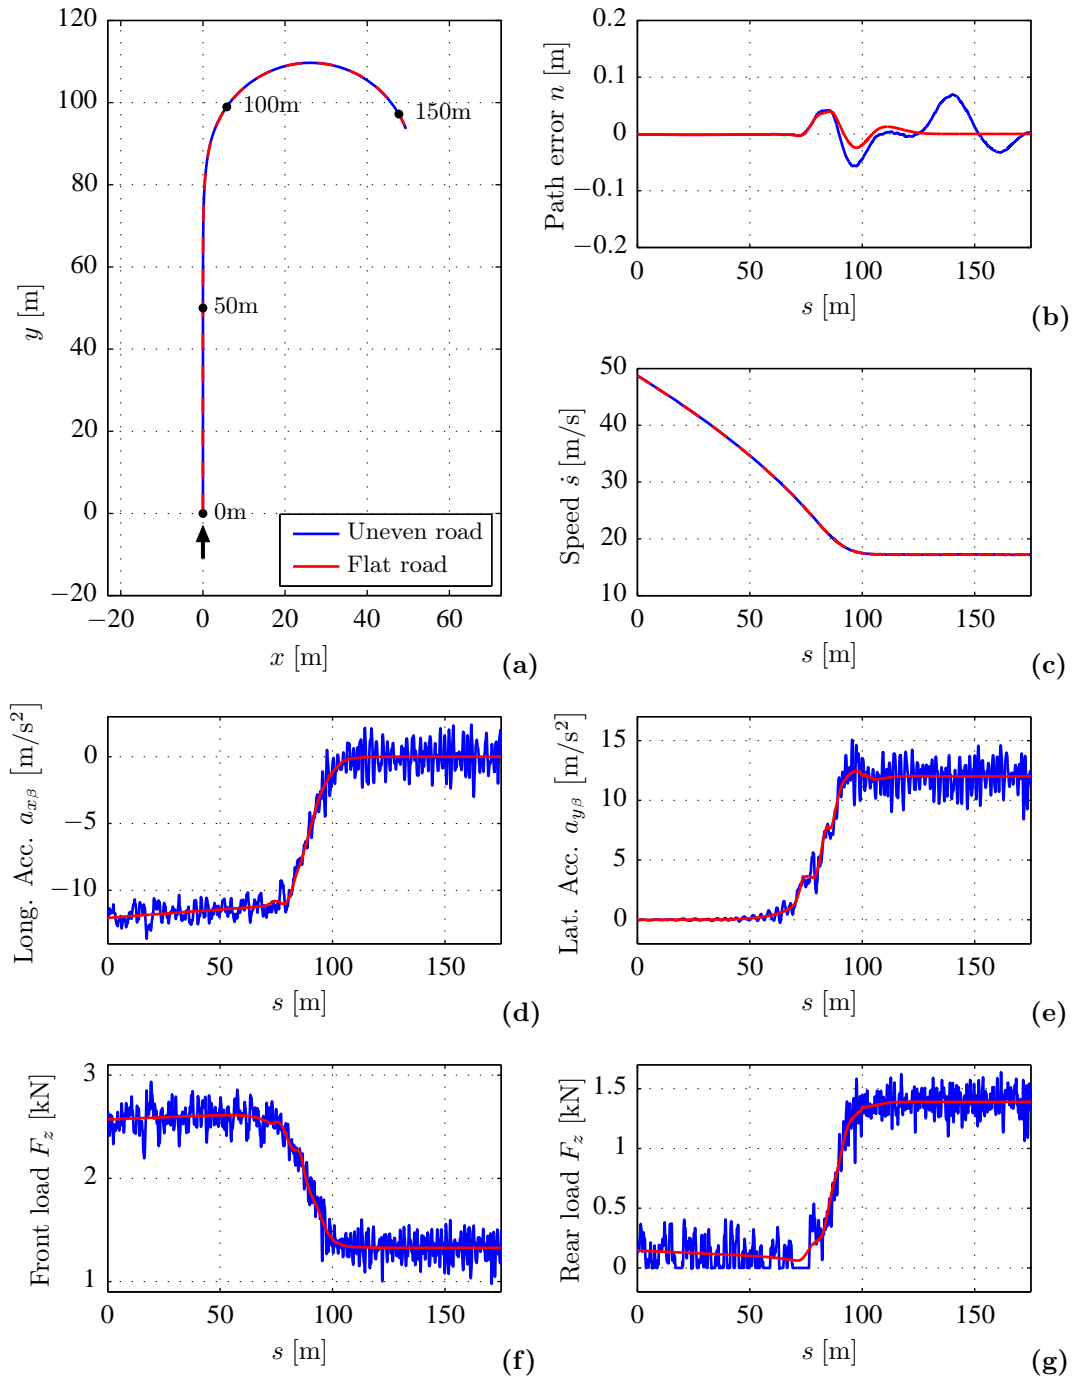 120
100
80
60
40
20
0
−20
−20
0
20
40
60
y [m]
x [m]
100m
150m
50m
0m
Uneven road
Flat road
(a)
0.2
0.1
0
−0.1
−0.2
0
50
100
150
Path error n [m]
s [m]
(b)
50
40
30
20
10
0
50
100
150
Speed ṡ [m/s]
s [m]
(c)
0
−5
−10
0
50
100
150
Long. Acc. aₓᵦ [m/s²]
s [m]
(d)
15
10
5
0
0
50
100
150
Lat. Acc. a_yβ [m/s²]
s [m]
(e)
3
2
1
0
50
100
150
Front load F_z [kN]
s [m]
(f)
1.5
1
0.5
0
0
50
100
150
Rear load F_z [kN]
s [m]
(g)